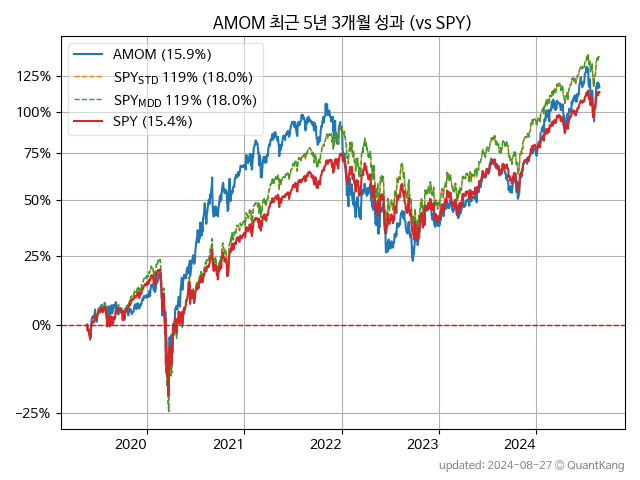 AMOM 최근 5년 3개월 성과 (vs SPY)
AMOM (15.9%)
SPY_STD 119% (18.0%)
SPY_MDD 119% (18.0%)
SPY (15.4%)
125%
100%
75%
50%
25%
0%
−25%
2020 2021 2022 2023 2024
updated: 2024-08-27 © QuantKang